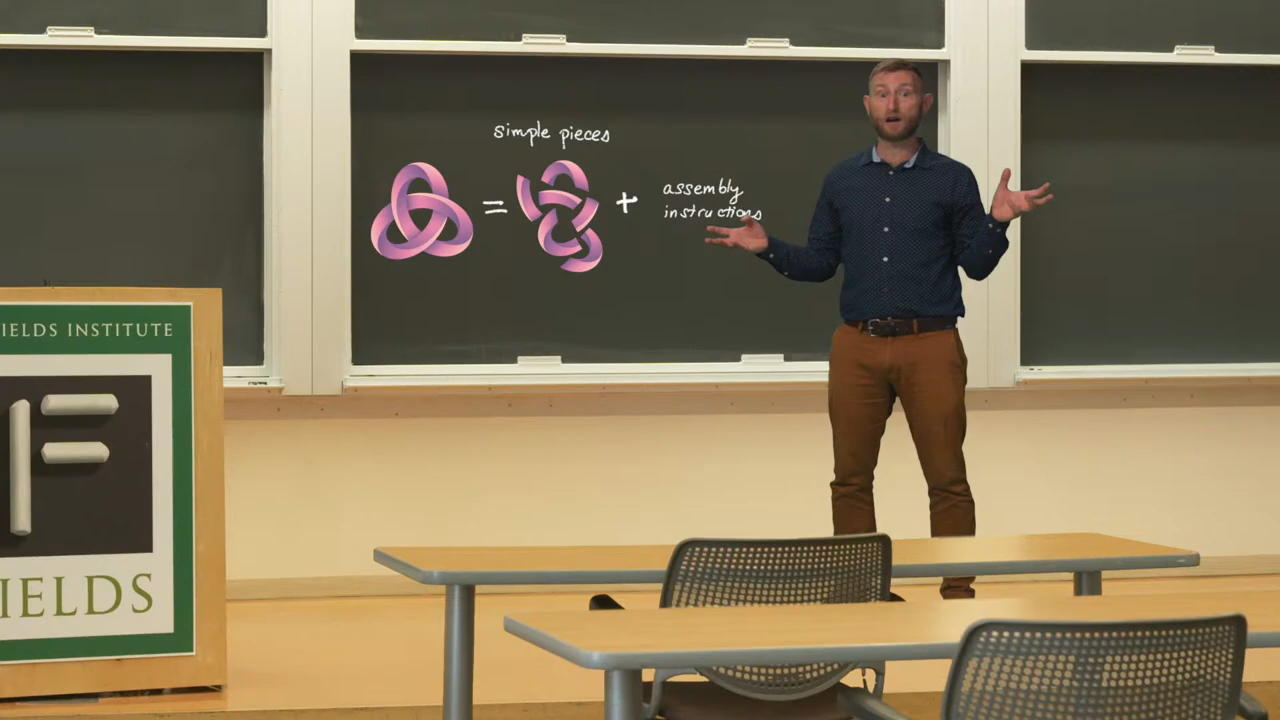 simple pieces
= +
assembly
instructions
IELDS INSTITUTE
F
IELDS